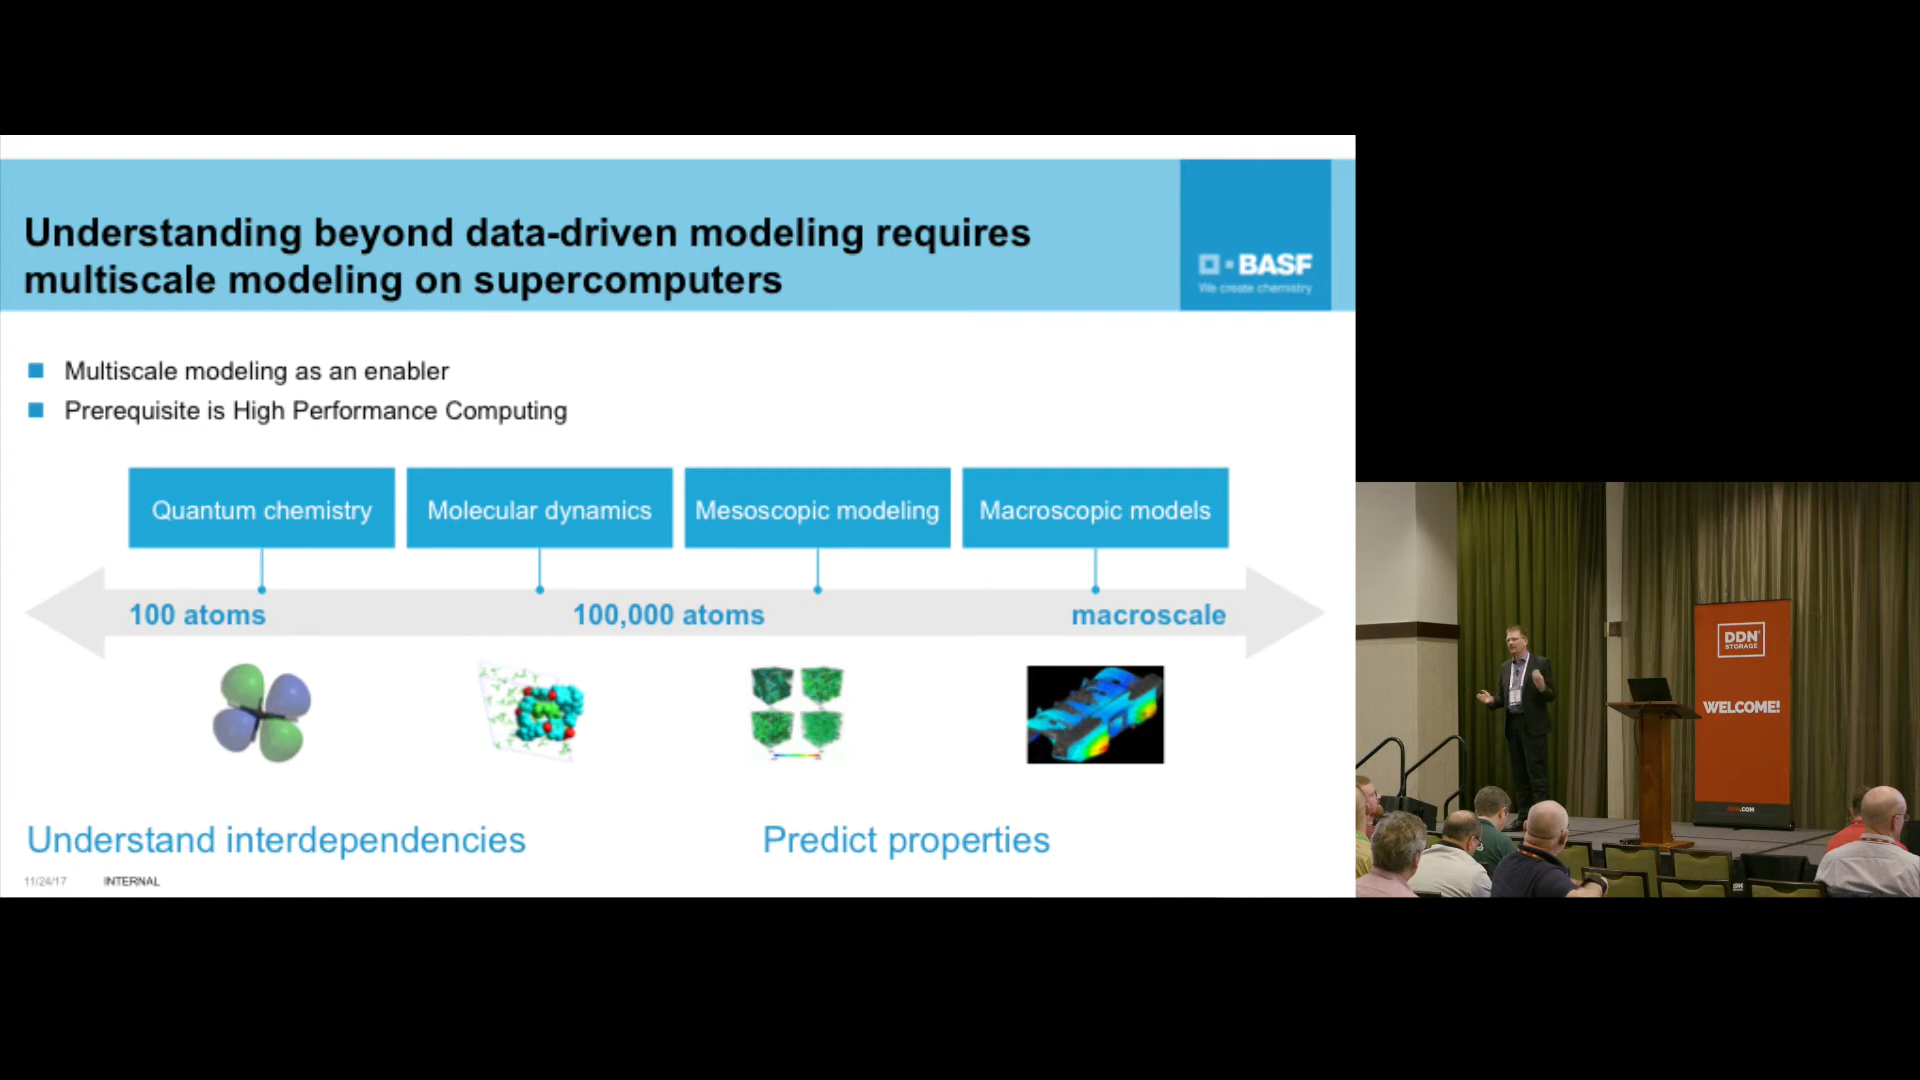 Understanding beyond data-driven modeling requires
multiscale modeling on supercomputers
BASF
We create chemistry
Multiscale modeling as an enabler
Prerequisite is High Performance Computing
Quantum chemistry
Molecular dynamics
Mesoscopic modeling
Macroscopic models
100 atoms
100,000 atoms
macroscale
Understand interdependencies
Predict properties
11/24/17
INTERNAL
DDN
STORAGE
WELCOME!